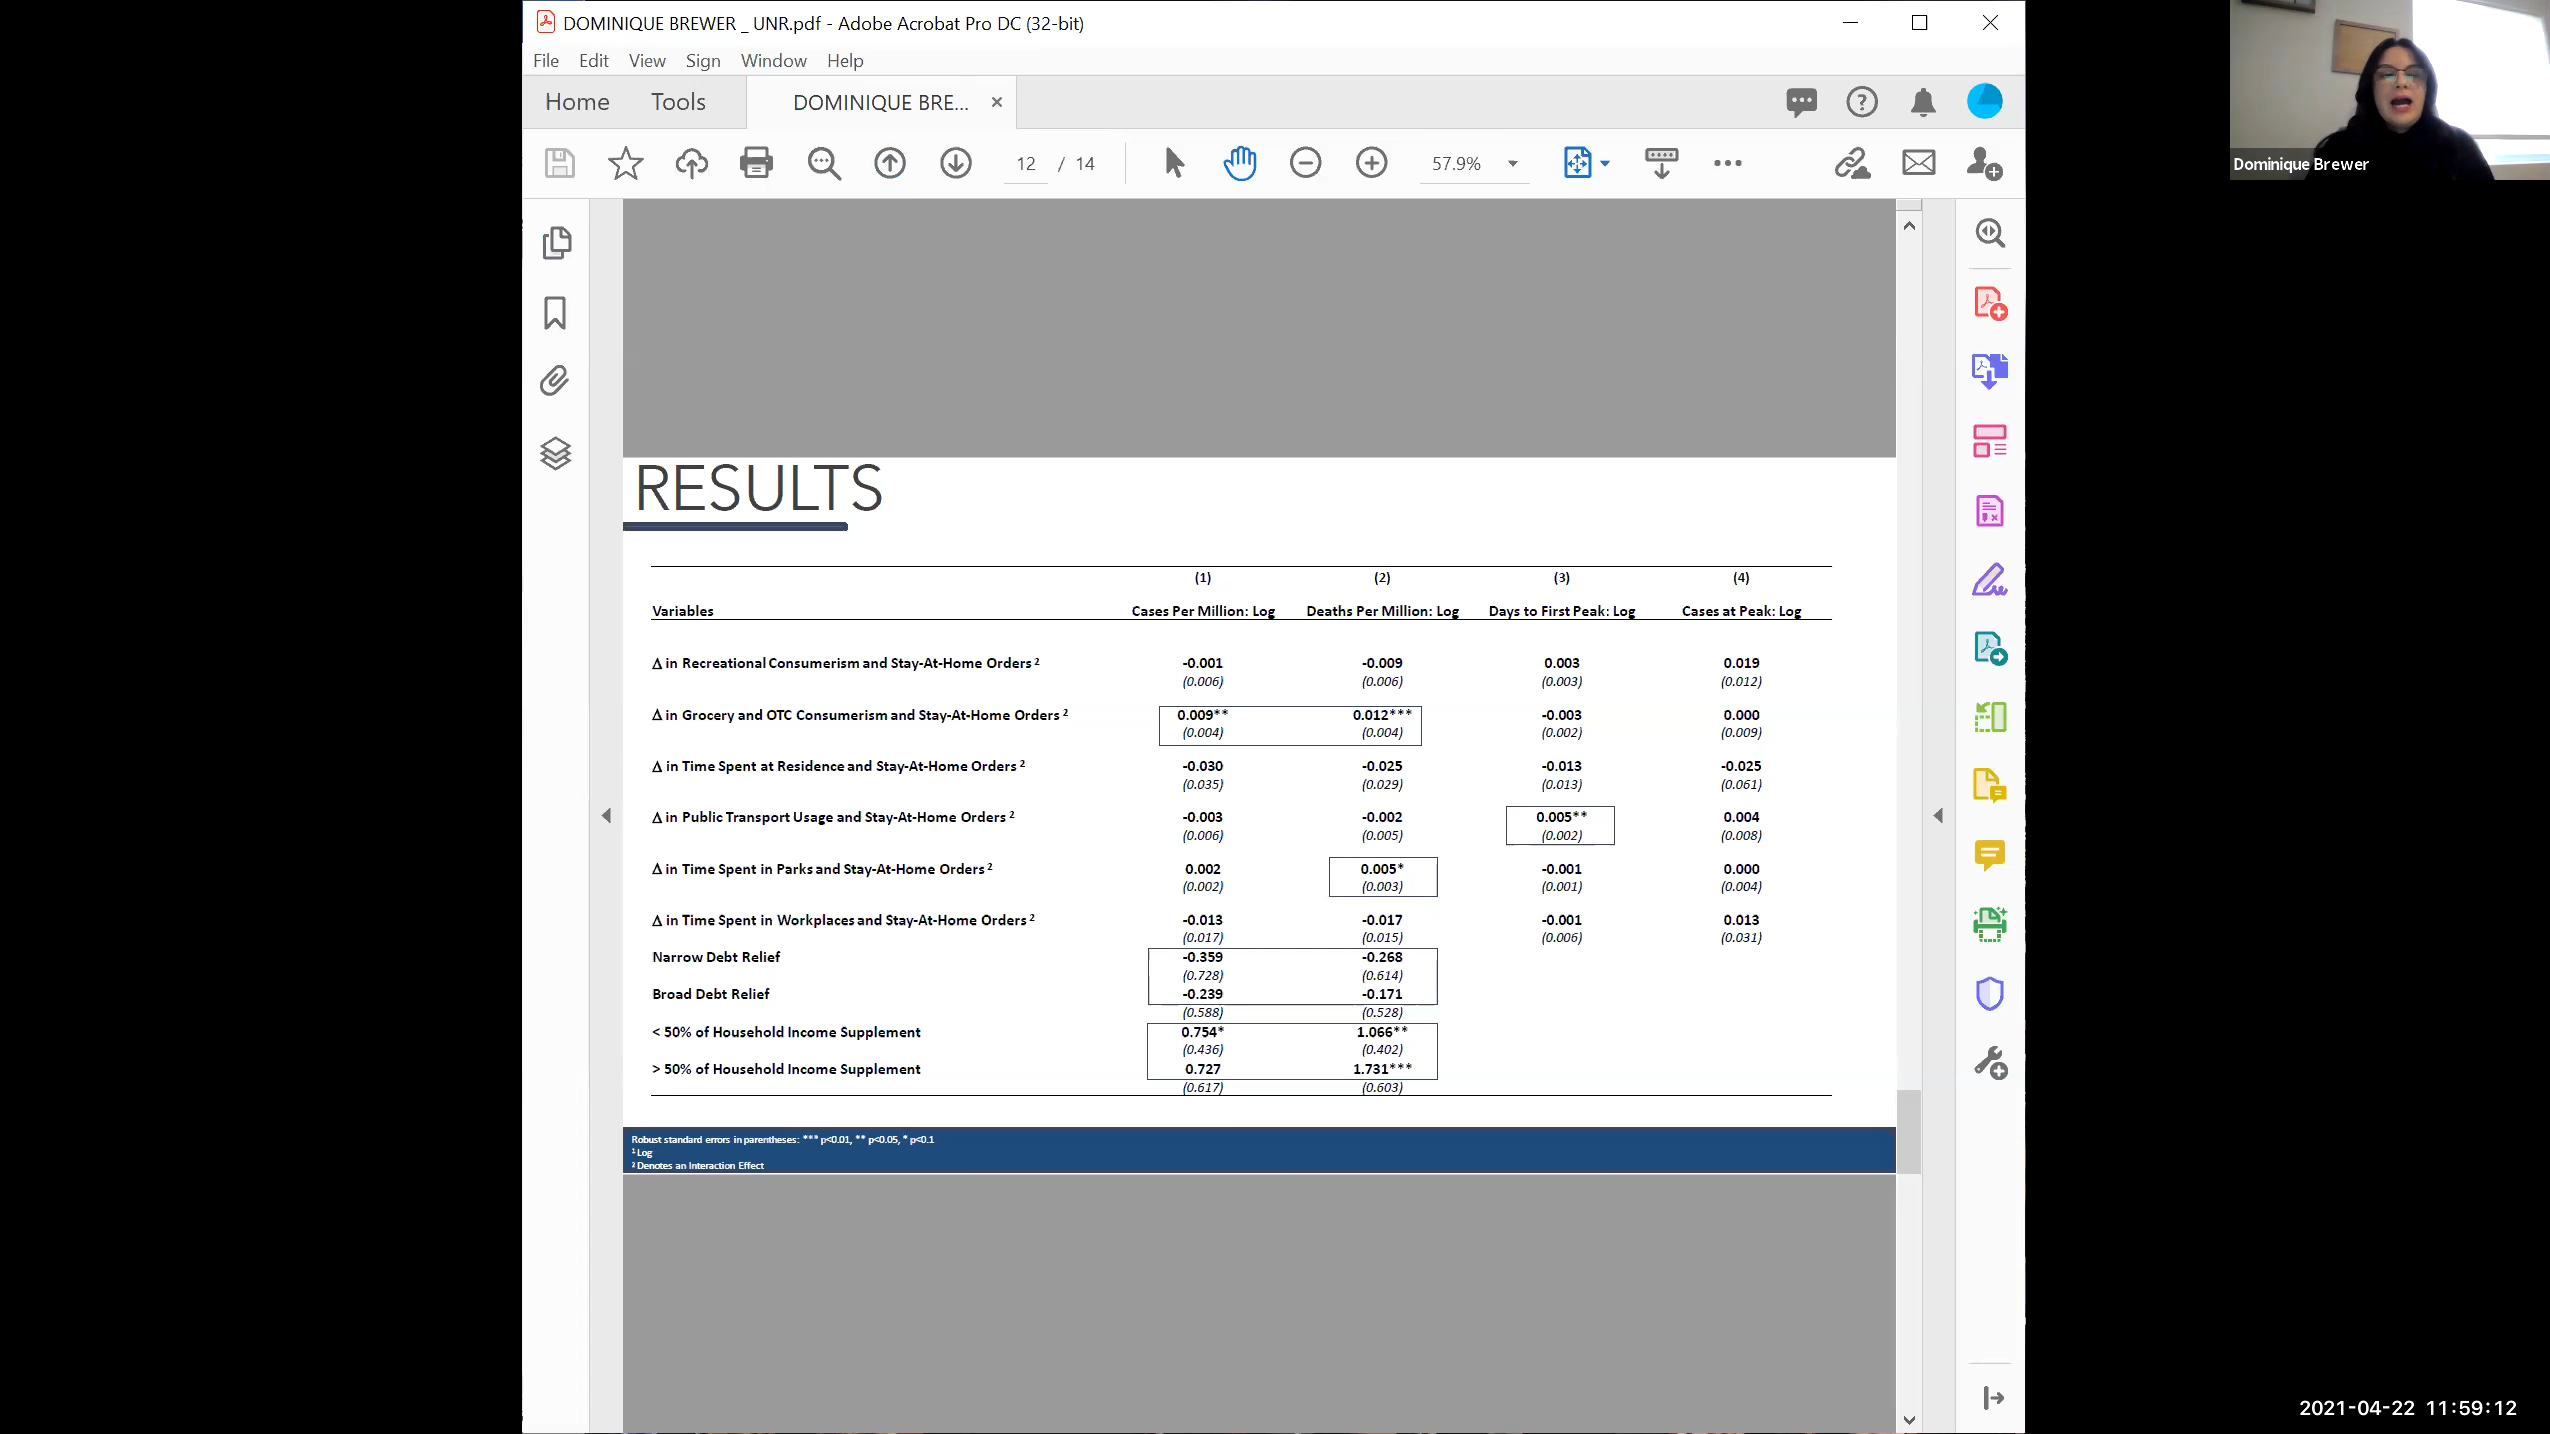 DOMINIQUE BREWER _ UNR.pdf - Adobe Acrobat Pro DC (32-bit)
File Edit View Sign Window Help
Home Tools DOMINIQUE BRE... ×
12 / 14 57.9%
Dominique Brewer
RESULTS
(1) (2) (3) (4)
Variables Cases Per Million: Log Deaths Per Million: Log Days to First Peak: Log Cases at Peak: Log
Δ in Recreational Consumerism and Stay-At-Home Orders ² -0.001 -0.009 0.003 0.019
(0.006) (0.006) (0.003) (0.012)
Δ in Grocery and OTC Consumerism and Stay-At-Home Orders ² 0.009** 0.012*** -0.003 0.000
(0.004) (0.004) (0.002) (0.009)
Δ in Time Spent at Residence and Stay-At-Home Orders ² -0.030 -0.025 -0.013 -0.025
(0.035) (0.029) (0.013) (0.061)
Δ in Public Transport Usage and Stay-At-Home Orders ² -0.003 -0.002 0.005** 0.004
(0.006) (0.005) (0.002) (0.008)
Δ in Time Spent in Parks and Stay-At-Home Orders ² 0.002 0.005* -0.001 0.000
(0.002) (0.003) (0.001) (0.004)
Δ in Time Spent in Workplaces and Stay-At-Home Orders ² -0.013 -0.017 -0.001 0.013
(0.017) (0.015) (0.006) (0.031)
Narrow Debt Relief -0.359 -0.268
(0.728) (0.614)
Broad Debt Relief -0.239 -0.171
(0.588) (0.528)
< 50% of Household Income Supplement 0.754* 1.066**
(0.436) (0.402)
> 50% of Household Income Supplement 0.727 1.731***
(0.617) (0.603)
Robust standard errors in parentheses: *** p<0.01, ** p<0.05, * p<0.1
¹ Log
² Denotes an Interaction Effect
2021-04-22 11:59:12